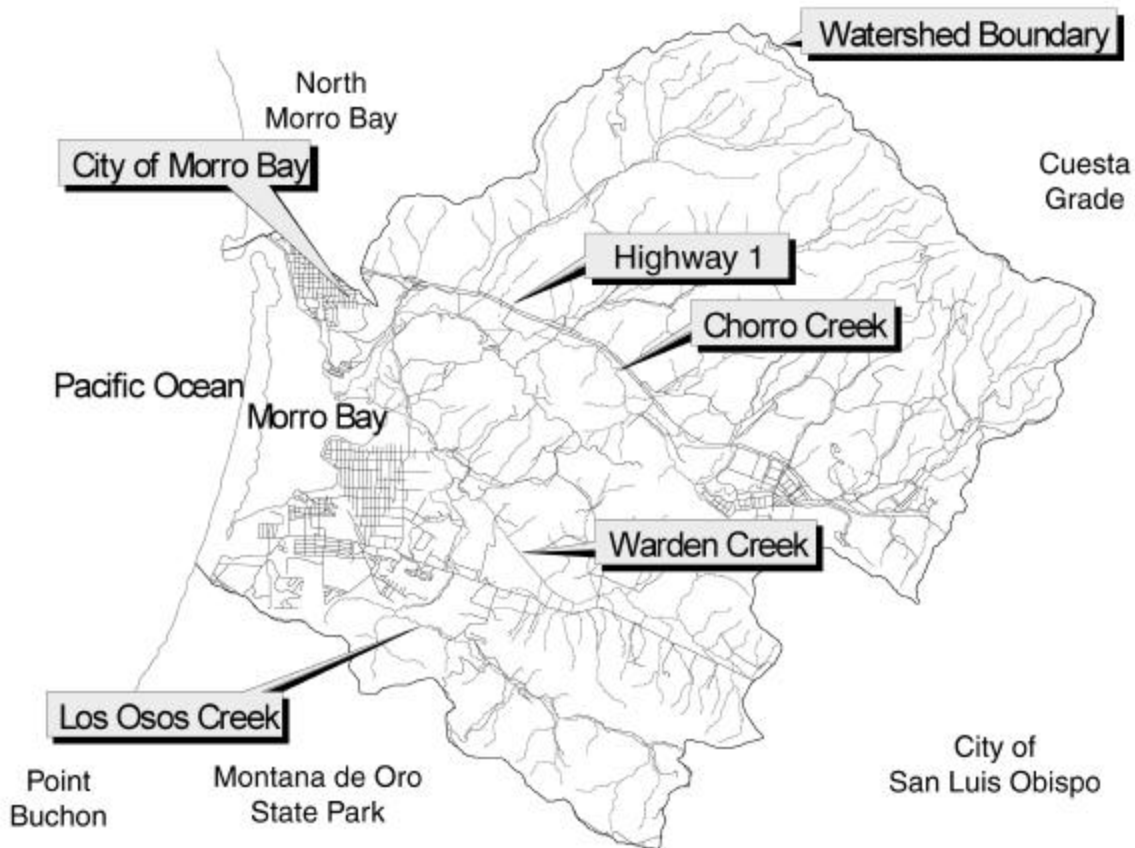 Watershed Boundary
North
Morro Bay
City of Morro Bay
Cuesta
Grade
Highway 1
Chorro Creek
Pacific Ocean
Morro Bay
Warden Creek
Los Osos Creek
City of
San Luis Obispo
Point
Buchon
Montana de Oro
State Park